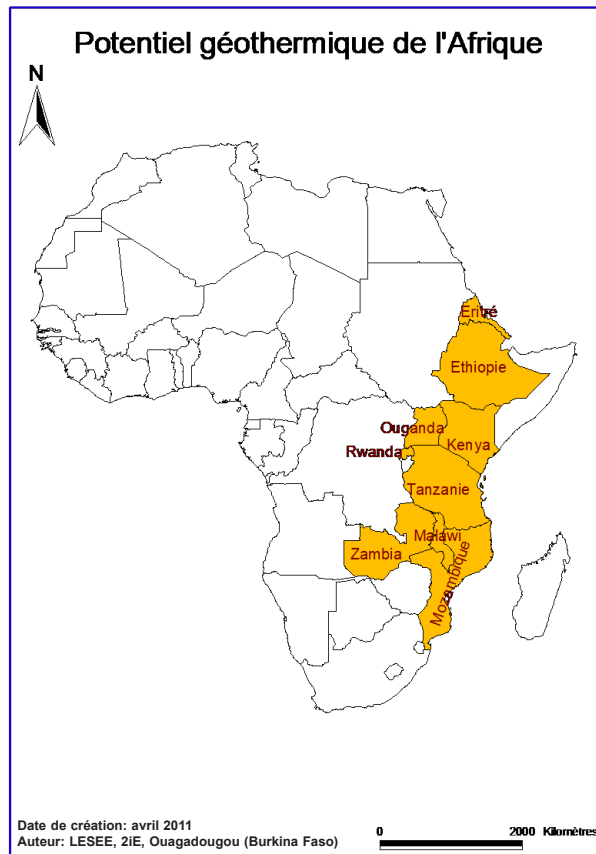 Potentiel géothermique de l'Afrique
N
Eritré
Ethiopie
Ouganda
Kenya
Rwanda
Tanzanie
Malawi
Zambia
Mozambique
Date de création: avril 2011
Auteur: LESEE, 2iE, Ouagadougou (Burkina Faso)
0 2000 Kilomètres